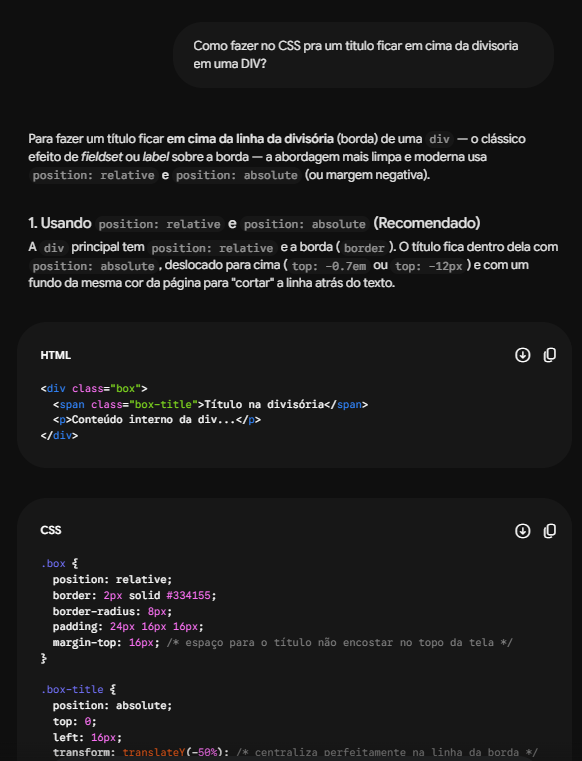 Como fazer no CSS pra um titulo ficar em cima da divisoria
em uma DIV?
Para fazer um título ficar em cima da linha da divisória (borda) de uma div — o clássico
efeito de fieldset ou label sobre a borda — a abordagem mais limpa e moderna usa
position: relative e position: absolute (ou margem negativa).
1. Usando position: relative e position: absolute (Recomendado)
A div principal tem position: relative e a borda ( border ). O título fica dentro dela com
position: absolute , deslocado para cima ( top: -0.7em ou top: -12px ) e com um
fundo da mesma cor da página para "cortar" a linha atrás do texto.
HTML
<div class="box">
  <span class="box-title">Título na divisória</span>
  <p>Conteúdo interno da div...</p>
</div>
CSS
.box {
  position: relative;
  border: 2px solid #334155;
  border-radius: 8px;
  padding: 24px 16px 16px;
  margin-top: 16px; /* espaço para o título não encostar no topo da tela */
}
.box-title {
  position: absolute;
  top: 0;
  left: 16px;
  transform: translateY(-50%); /* centraliza perfeitamente na linha da borda */